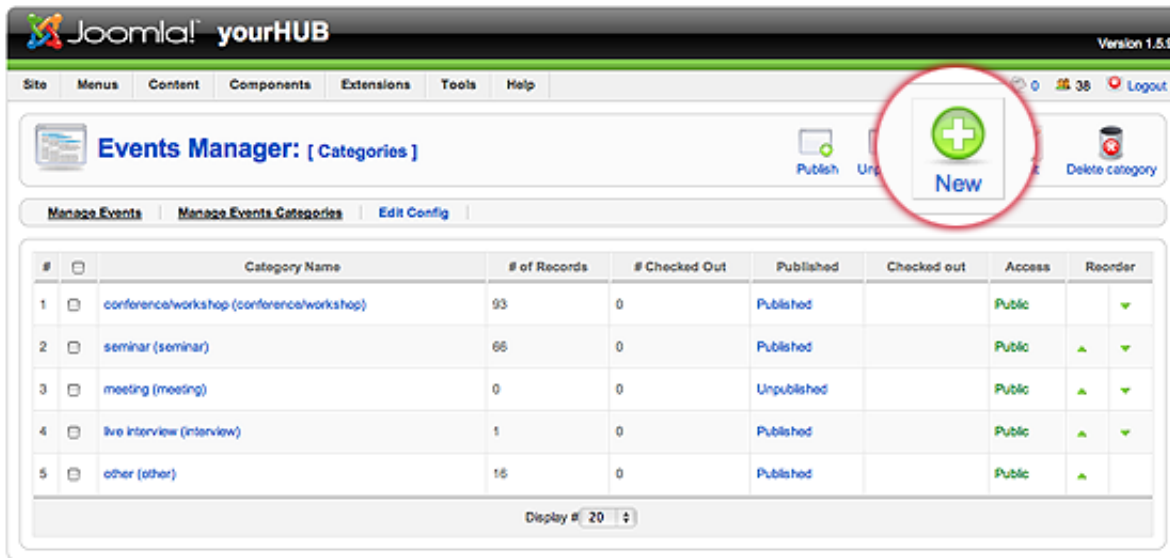 Joomla! yourHUB
Version 1.5.9
Site Menus Content Components Extensions Tools Help 0 38 Logout
Events Manager: [ Categories ]
Publish New Delete category
Manage Events Manage Events Categories Edit Config
# Category Name # of Records # Checked Out Published Checked out Access Reorder
1 conference/workshop (conference/workshop) 93 0 Published Public
2 seminar (seminar) 66 0 Published Public
3 meeting (meeting) 0 0 Unpublished Public
4 live interview (interview) 1 0 Published Public
5 other (other) 16 0 Published Public
Display # 20